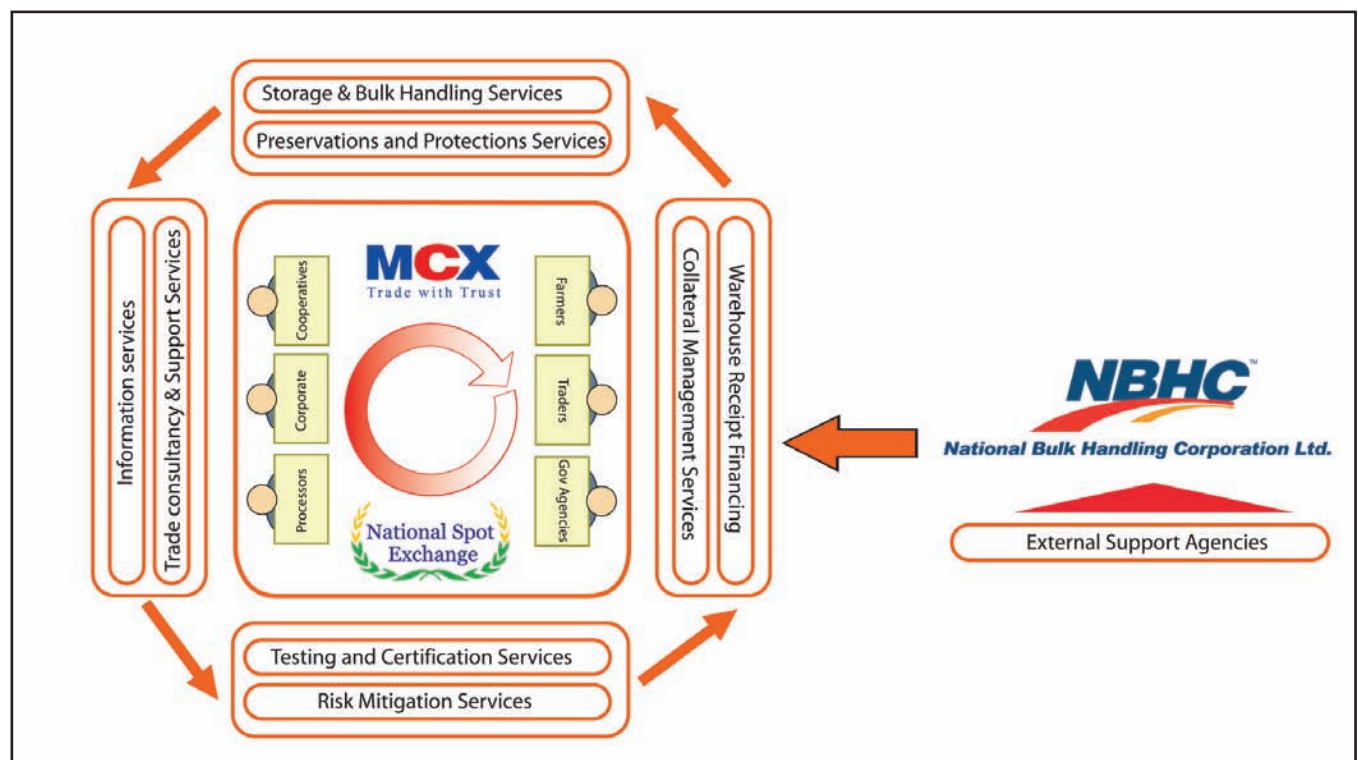 Storage & Bulk Handling Services
Preservations and Protections Services
Information services
Trade consultancy & Support Services
MCX
Trade with Trust
Cooperatives
Corporate
Processors
Farmers
Traders
Gov Agencies
National Spot
Exchange
Collateral Management Services
Warehouse Receipt Financing
Testing and Certification Services
Risk Mitigation Services
NBHC™
National Bulk Handling Corporation Ltd.
External Support Agencies